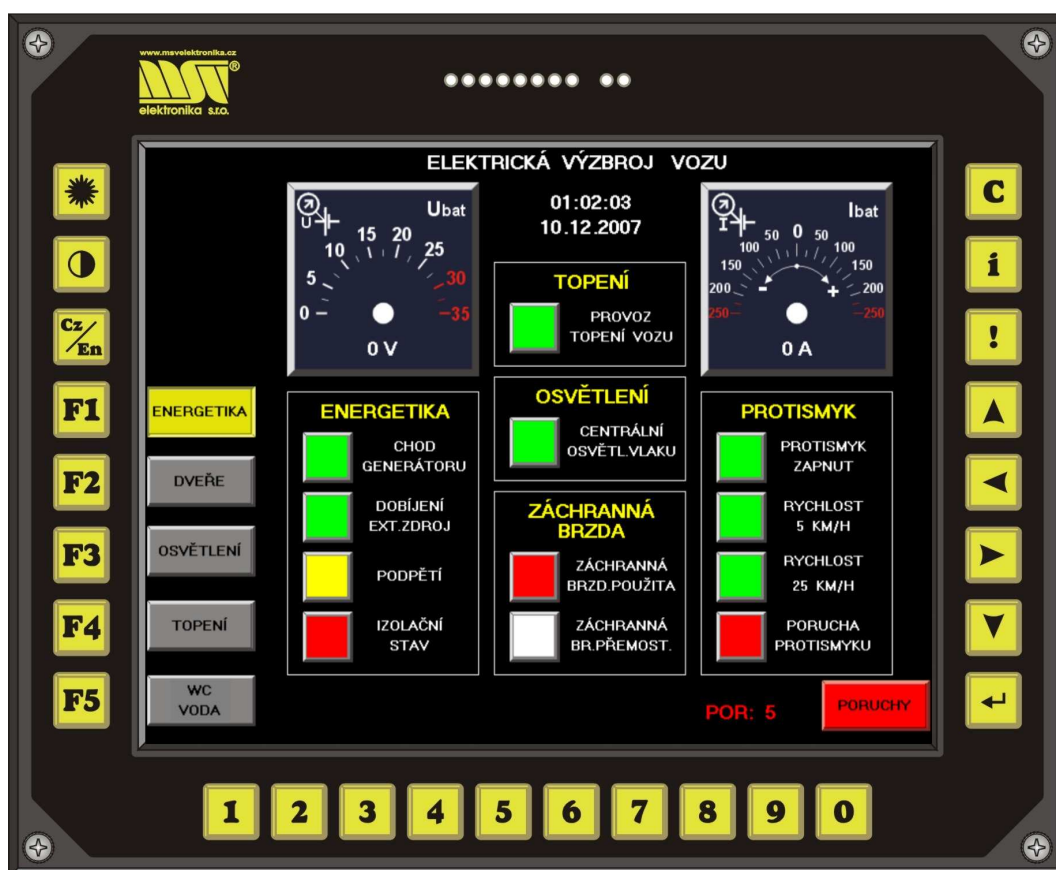 www.msvelektronika.cz
msv®
elektronika s.r.o.
ELEKTRICKÁ VÝZBROJ VOZU
01:02:03
10.12.2007
U
Ubat
0
5
10
15
20
25
30
35
0 V
I
Ibat
250
200
150
100
50
0
50
100
150
200
250
-
+
0 A
TOPENÍ
PROVOZ
TOPENÍ VOZU
OSVĚTLENÍ
CENTRÁLNÍ
OSVĚTL.VLAKU
ZÁCHRANNÁ
BRZDA
ZÁCHRANNÁ
BRZD.POUŽITA
ZÁCHRANNÁ
BR.PŘEMOST.
ENERGETIKA
CHOD
GENERÁTORU
DOBÍJENÍ
EXT.ZDROJ
PODPĚTÍ
IZOLAČNÍ
STAV
PROTISMYK
PROTISMYK
ZAPNUT
RYCHLOST
5 KM/H
RYCHLOST
25 KM/H
PORUCHA
PROTISMYKU
ENERGETIKA
DVEŘE
OSVĚTLENÍ
TOPENÍ
WC
VODA
POR: 5
PORUCHY
Cz/En
F1
F2
F3
F4
F5
C
i
!
1 2 3 4 5 6 7 8 9 0